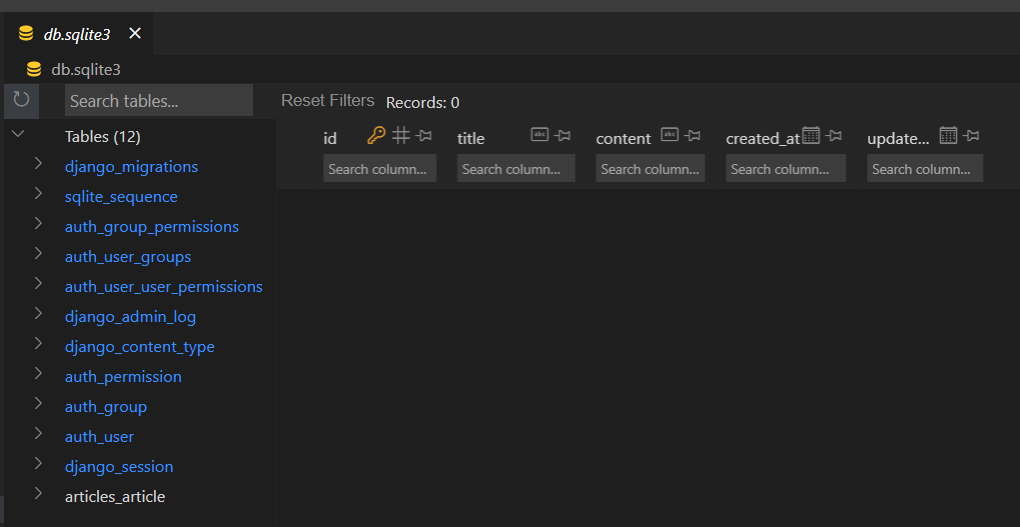 db.sqlite3
db.sqlite3
Search tables...
Reset Filters Records: 0
Tables (12)
django_migrations
sqlite_sequence
auth_group_permissions
auth_user_groups
auth_user_user_permissions
django_admin_log
django_content_type
auth_permission
auth_group
auth_user
django_session
articles_article
id title abc content abc created_at update...
Search column... Search column... Search column... Search column... Search column...